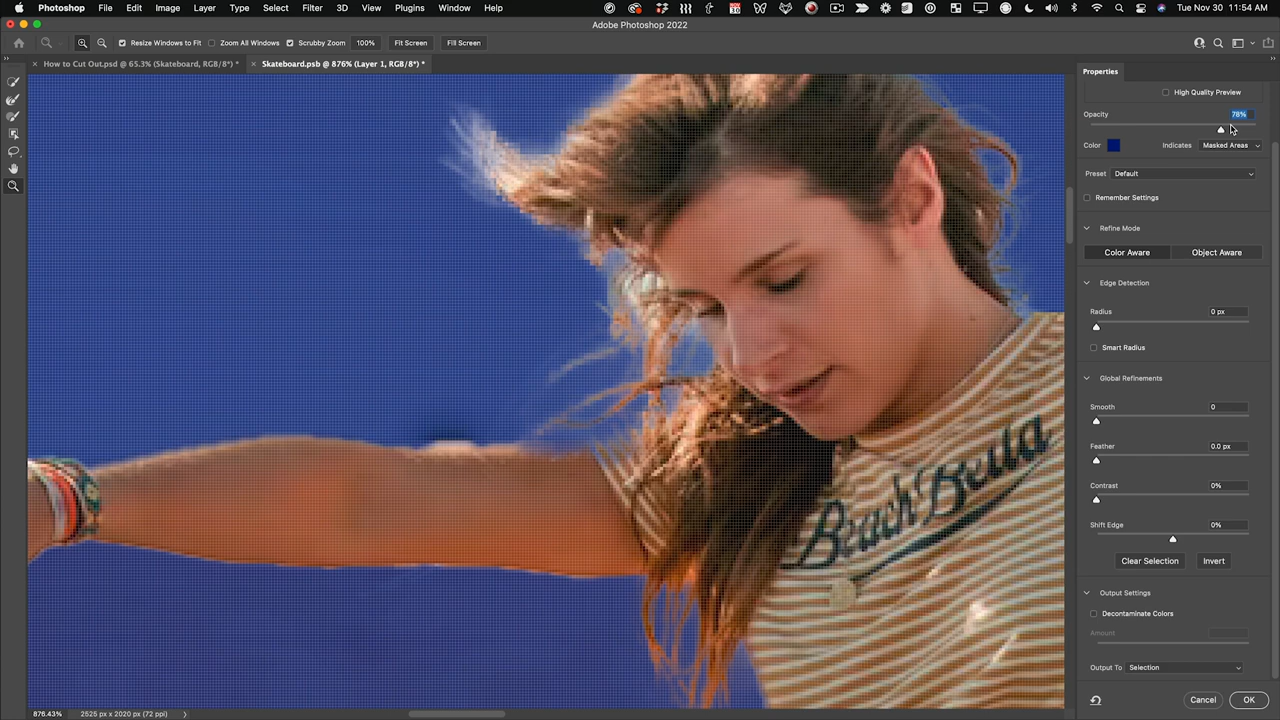 Photoshop File Edit Image Layer Type Select Filter 3D View Plugins Window Help Tue Nov 30 11:54 AM
Adobe Photoshop 2022
Resize Windows to Fit Zoom All Windows Scrubby Zoom 100% Fit Screen Fill Screen
How to Cut Out.psd @ 65.3% (Skateboard, RGB/8*) * Skateboard.psb @ 876% (Layer 1, RGB/8*) *
Properties
High Quality Preview
Opacity 78%
Color Indicates Masked Areas
Preset Default
Remember Settings
Refine Mode
Color Aware Object Aware
Edge Detection
Radius 0 px
Smart Radius
Global Refinements
Smooth 0
Feather 0.0 px
Contrast 0%
Shift Edge 0%
Clear Selection Invert
Output Settings
Decontaminate Colors
Amount
Output To Selection
Cancel OK
Beach Bella
876.43% 2525 px x 2020 px (72 ppi)